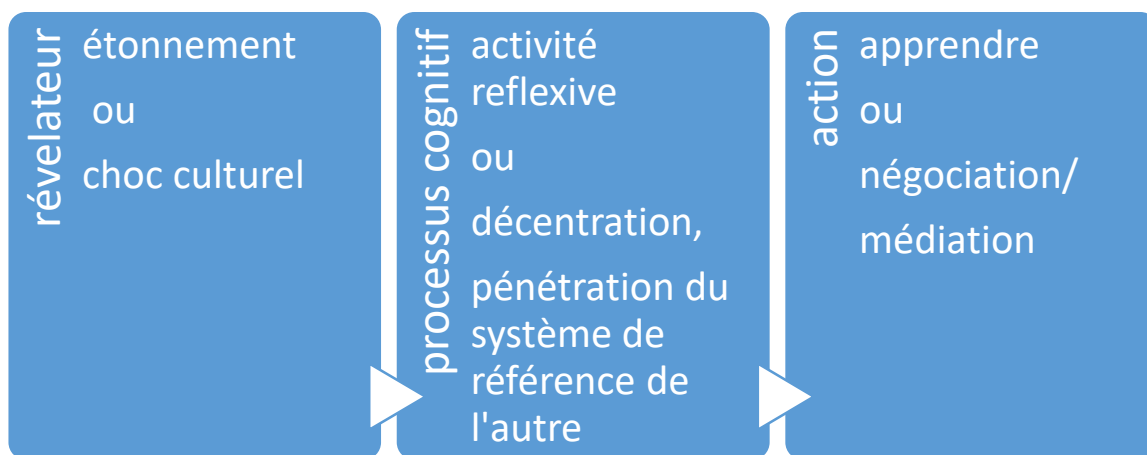 révelateur
étonnement
ou
choc culturel
processus cognitif
activité
reflexive
ou
décentration,
pénétration du
système de
référence de
l'autre
action
apprendre
ou
négociation/
médiation